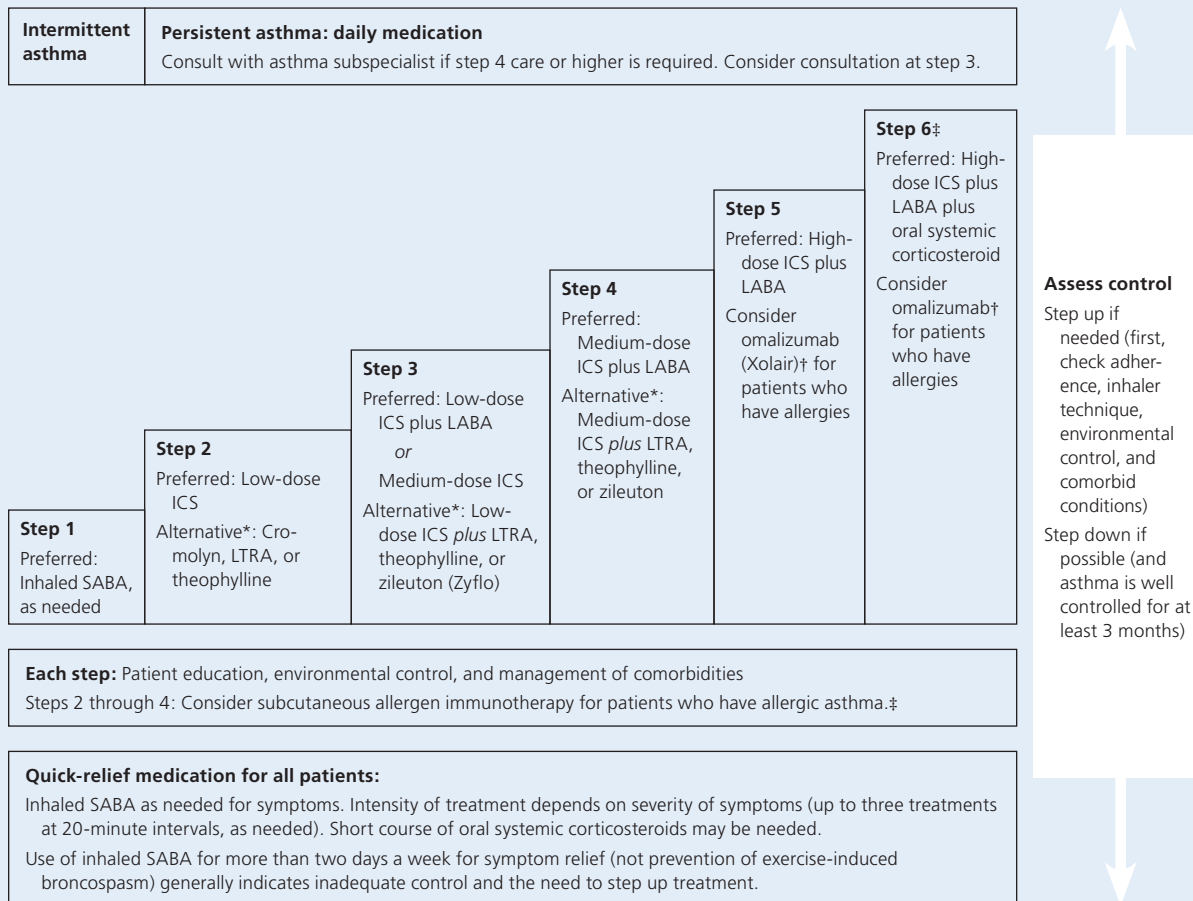 Intermittent
asthma
Persistent asthma: daily medication
Consult with asthma subspecialist if step 4 care or higher is required. Consider consultation at step 3.
Step 1
Preferred:
Inhaled SABA,
as needed
Step 2
Preferred: Low-dose
ICS
Alternative*: Cro-
molyn, LTRA, or
theophylline
Step 3
Preferred: Low-dose
ICS plus LABA
or
Medium-dose ICS
Alternative*: Low-
dose ICS plus LTRA,
theophylline, or
zileuton (Zyflo)
Step 4
Preferred:
Medium-dose
ICS plus LABA
Alternative*:
Medium-dose
ICS plus LTRA,
theophylline,
or zileuton
Step 5
Preferred: High-
dose ICS plus
LABA
Consider
omalizumab
(Xolair)† for
patients who
have allergies
Step 6‡
Preferred: High-
dose ICS plus
LABA plus
oral systemic
corticosteroid
Consider
omalizumab†
for patients
who have
allergies
Assess control
Step up if
needed (first,
check adher-
ence, inhaler
technique,
environmental
control, and
comorbid
conditions)
Step down if
possible (and
asthma is well
controlled for at
least 3 months)
Each step: Patient education, environmental control, and management of comorbidities
Steps 2 through 4: Consider subcutaneous allergen immunotherapy for patients who have allergic asthma.‡
Quick-relief medication for all patients:
Inhaled SABA as needed for symptoms. Intensity of treatment depends on severity of symptoms (up to three treatments
at 20-minute intervals, as needed). Short course of oral systemic corticosteroids may be needed.
Use of inhaled SABA for more than two days a week for symptom relief (not prevention of exercise-induced
broncospasm) generally indicates inadequate control and the need to step up treatment.